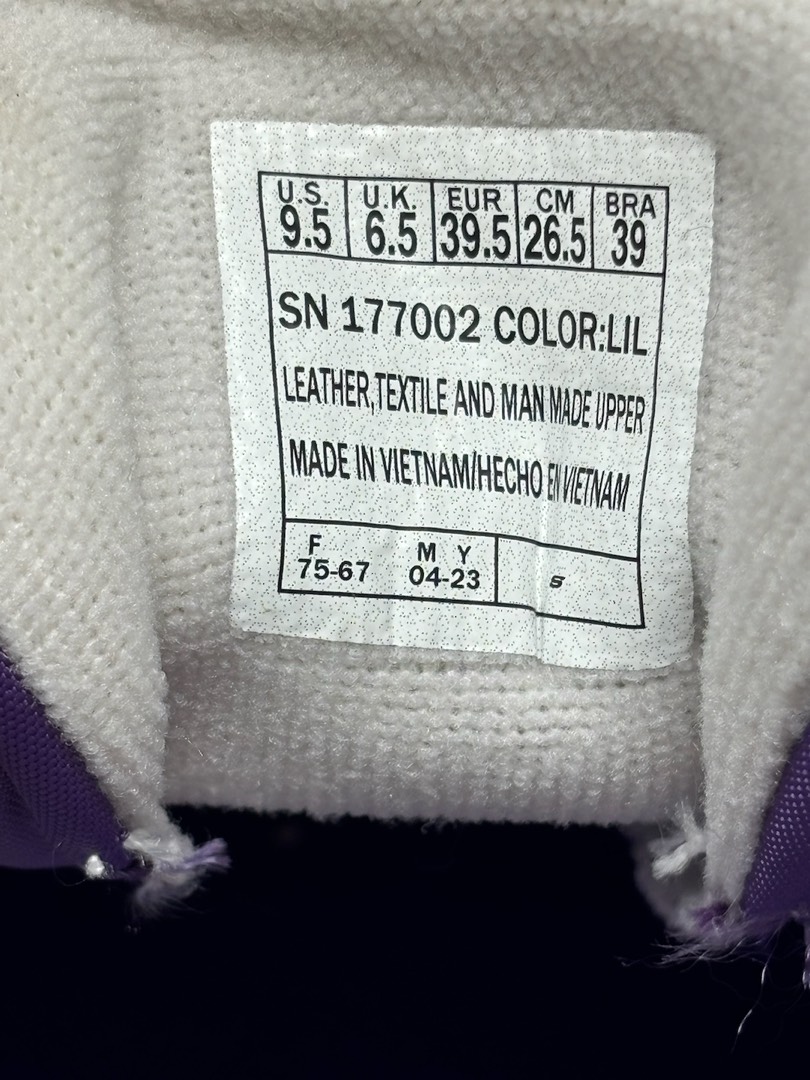 U.S. U.K. EUR CM BRA
9.5 6.5 39.5 26.5 39
SN 177002 COLOR:LIL
LEATHER,TEXTILE AND MAN MADE UPPER
MADE IN VIETNAM/HECHO EN VIETNAM
F M Y
75-67 04-23 S